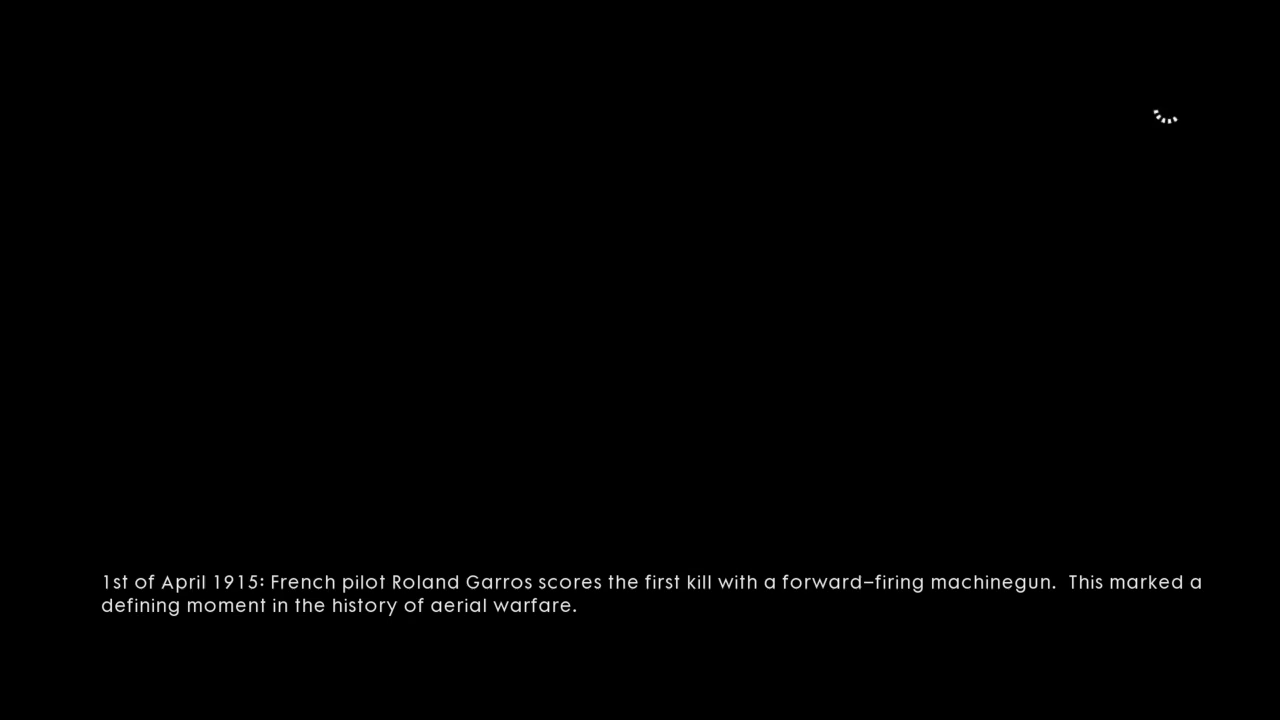 1st of April 1915: French pilot Roland Garros scores the first kill with a forward–firing machinegun.  This marked a
defining moment in the history of aerial warfare.